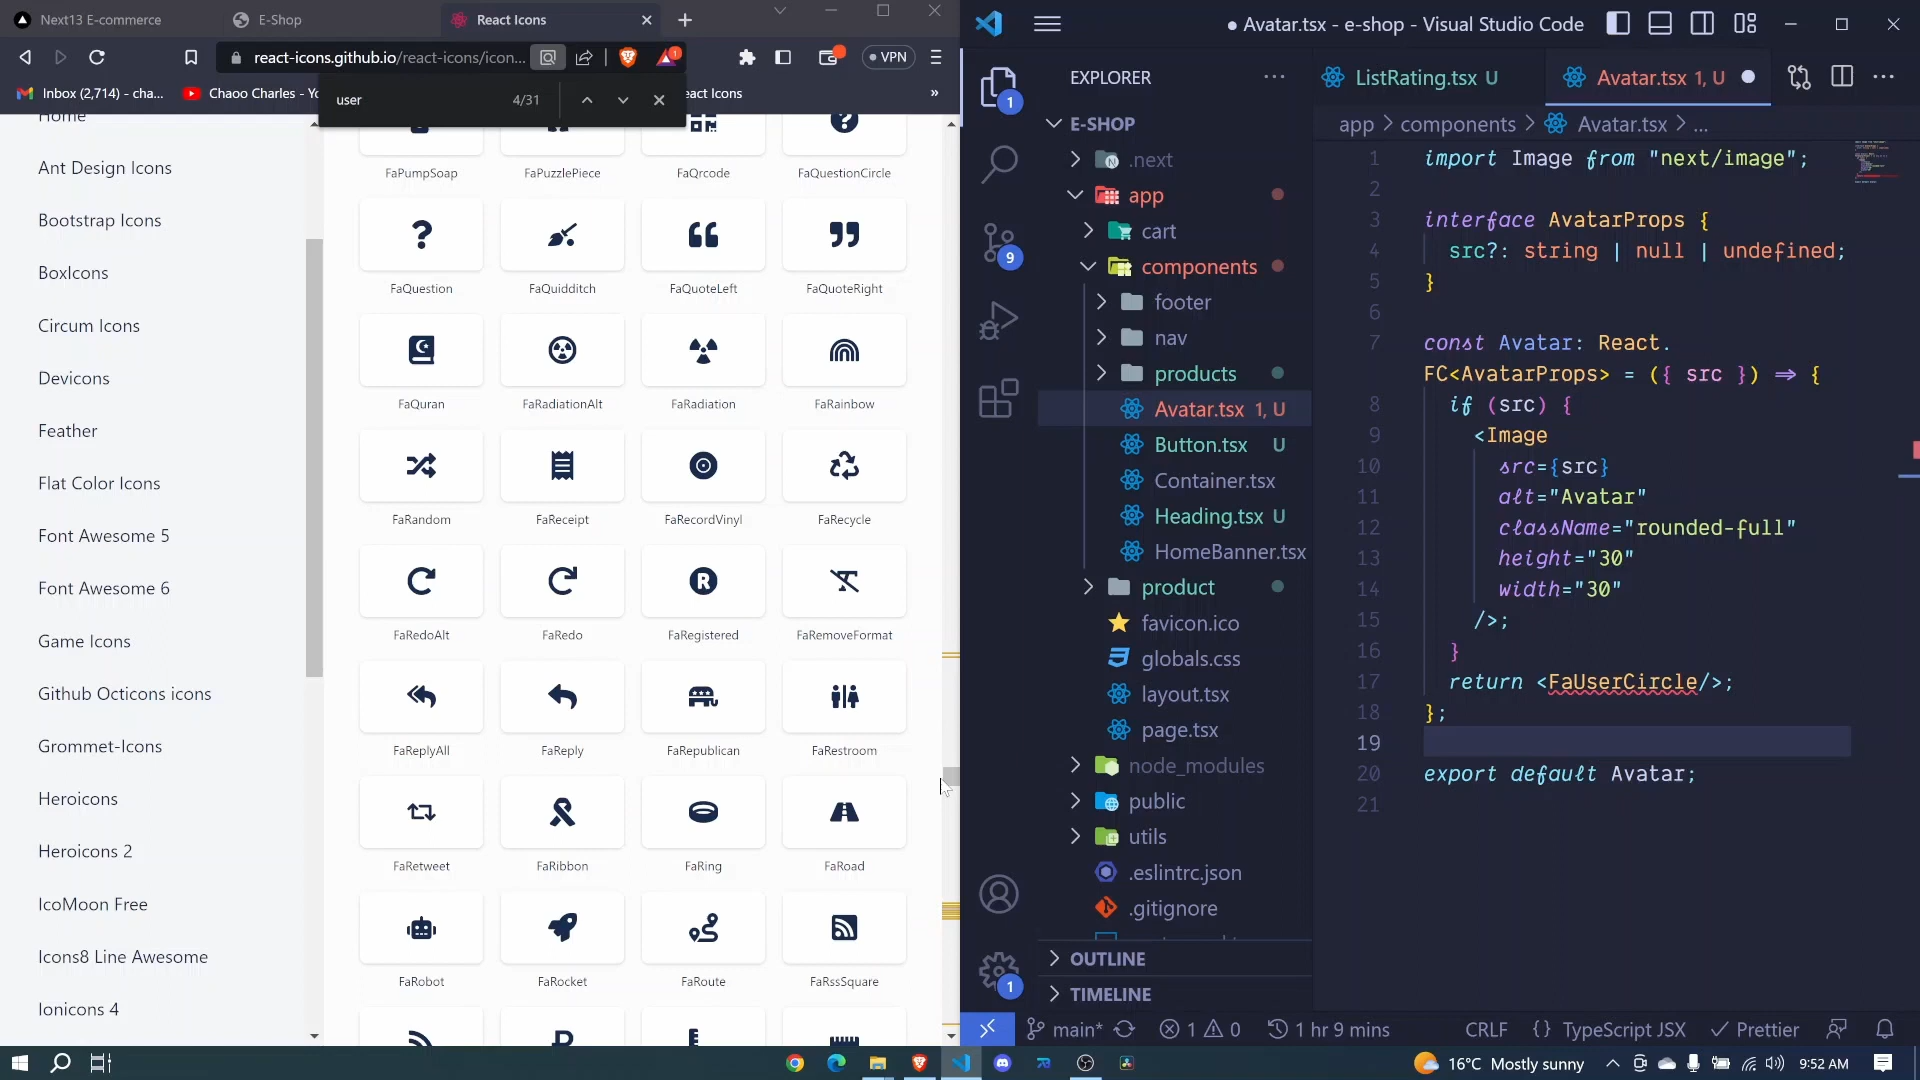 Next13 E-commerce
E-Shop
React Icons
react-icons.github.io/react-icons/icon...
1
VPN
Inbox (2,714) - cha...
Chaoo Charles - Yo
eact Icons
»
user
4/31
Home
Ant Design Icons
Bootstrap Icons
BoxIcons
Circum Icons
Devicons
Feather
Flat Color Icons
Font Awesome 5
Font Awesome 6
Game Icons
Github Octicons icons
Grommet-Icons
Heroicons
Heroicons 2
IcoMoon Free
Icons8 Line Awesome
Ionicons 4
FaPumpSoap
FaPuzzlePiece
FaQrcode
FaQuestionCircle
FaQuestion
FaQuidditch
FaQuoteLeft
FaQuoteRight
FaQuran
FaRadiationAlt
FaRadiation
FaRainbow
FaRandom
FaReceipt
FaRecordVinyl
FaRecycle
FaRedoAlt
FaRedo
FaRegistered
FaRemoveFormat
FaReplyAll
FaReply
FaRepublican
FaRestroom
FaRetweet
FaRibbon
FaRing
FaRoad
FaRobot
FaRocket
FaRoute
FaRssSquare
● Avatar.tsx - e-shop - Visual Studio Code
1
9
1
EXPLORER
E-SHOP
.next
app
cart
components
footer
nav
products
Avatar.tsx 1, U
Button.tsx U
Container.tsx
Heading.tsx U
HomeBanner.tsx
product
favicon.ico
globals.css
layout.tsx
page.tsx
node_modules
public
utils
.eslintrc.json
.gitignore
OUTLINE
TIMELINE
ListRating.tsx U
Avatar.tsx 1, U
app > components > Avatar.tsx > ...
1 import Image from "next/image";
2
3 interface AvatarProps {
4 src?: string | null | undefined;
5 }
6
7 const Avatar: React.
FC<AvatarProps> = ({ src }) => {
8 if (src) {
9 <Image
10 src={src}
11 alt="Avatar"
12 className="rounded-full"
13 height="30"
14 width="30"
15 />;
16 }
17 return <FaUserCircle/>;
18 };
19
20 export default Avatar;
21
main*
1
0
1 hr 9 mins
CRLF
{} TypeScript JSX
Prettier
16°C Mostly sunny
9:52 AM